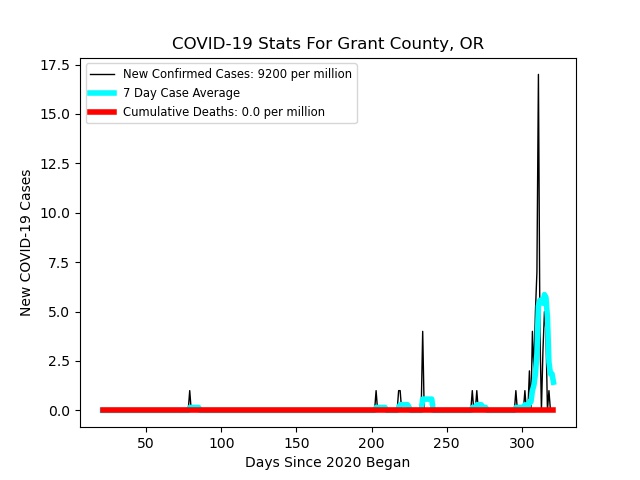 COVID-19 Stats For Grant County, OR
New Confirmed Cases: 9200 per million
7 Day Case Average
Cumulative Deaths: 0.0 per million
17.5
15.0
12.5
10.0
7.5
5.0
2.5
0.0
New COVID-19 Cases
50 100 150 200 250 300
Days Since 2020 Began